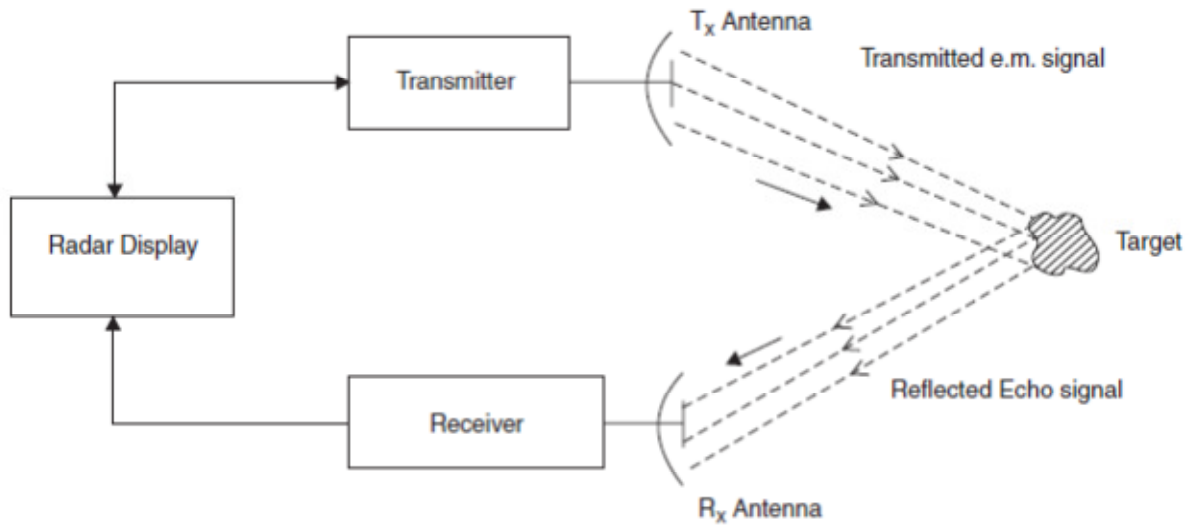 Tx Antenna
Transmitter
Transmitted e.m. signal
Radar Display
Target
Reflected Echo signal
Receiver
Rx Antenna